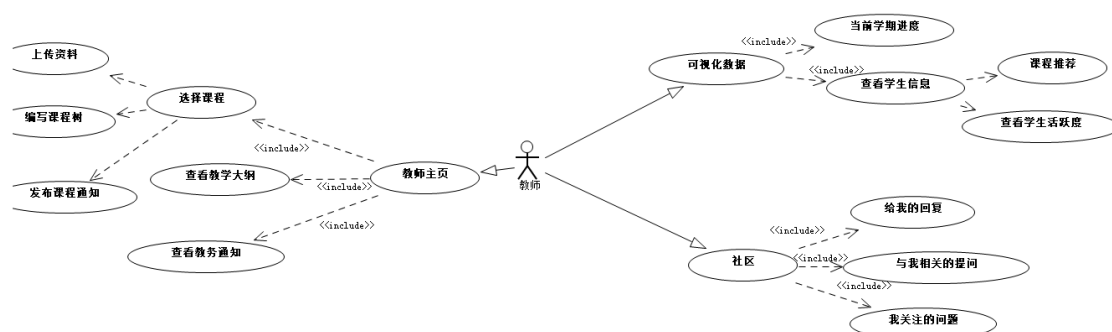 上传资料
选择课程
编写课程树
发布课程通知
<<include>>
查看教学大纲
<<include>>
教师主页
<<include>>
查看教务通知
教师
可视化数据
<<include>>
当前学期进度
<<include>>
查看学生信息
课程推荐
查看学生活跃度
社区
<<include>>
给我的回复
<<include>>
与我相关的提问
<<include>>
我关注的问题